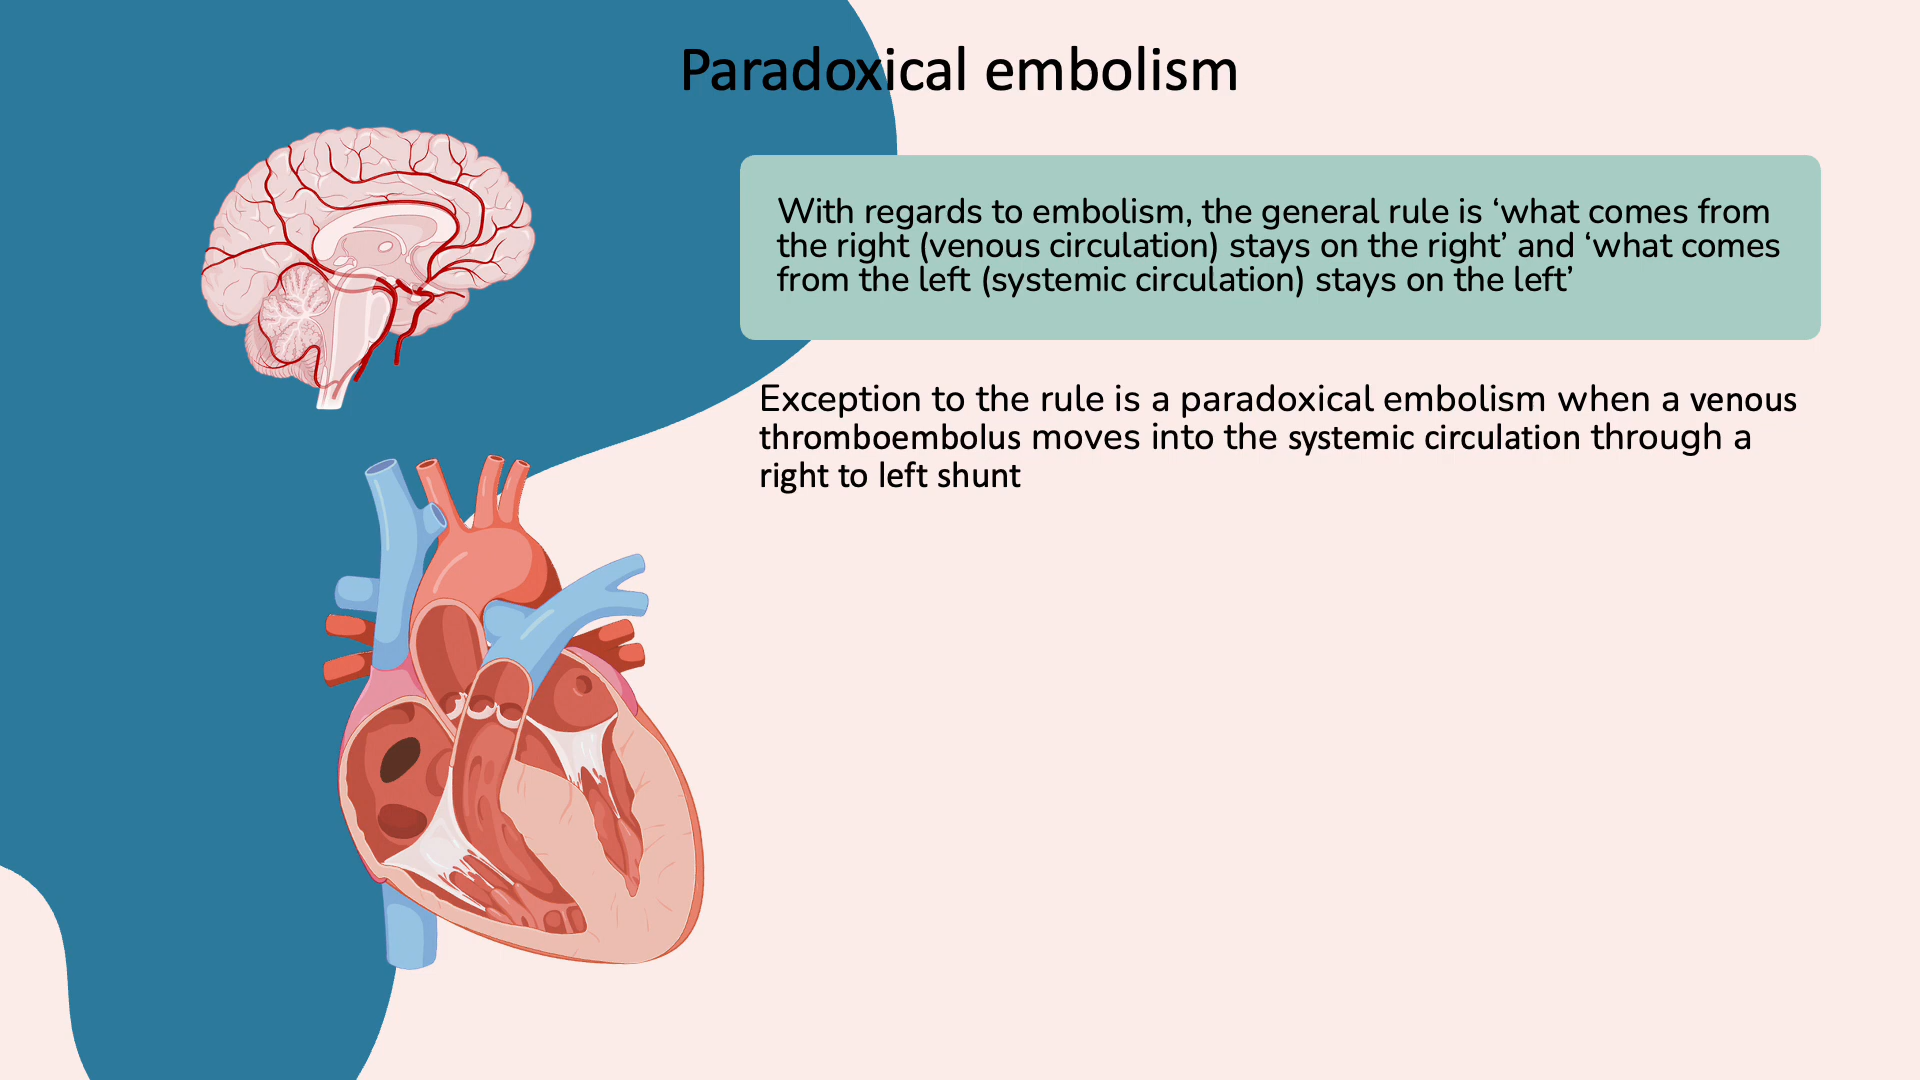 Paradoxical embolism
With regards to embolism, the general rule is ‘what comes from
the right (venous circulation) stays on the right’ and ‘what comes
from the left (systemic circulation) stays on the left’
Exception to the rule is a paradoxical embolism when a venous
thromboembolus moves into the systemic circulation through a
right to left shunt